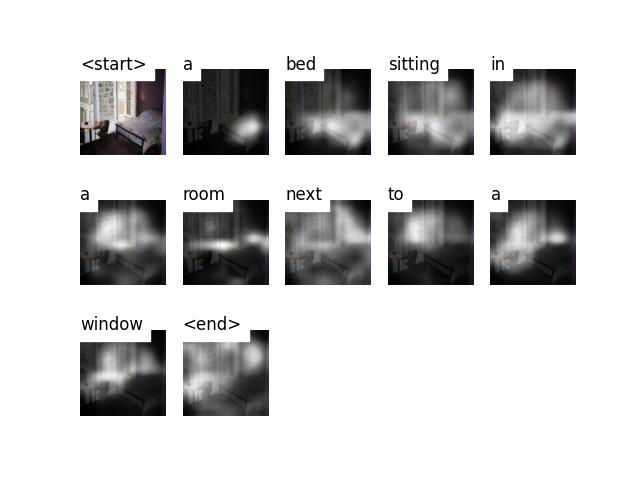 <start> a bed sitting in
a room next to a
window <end>